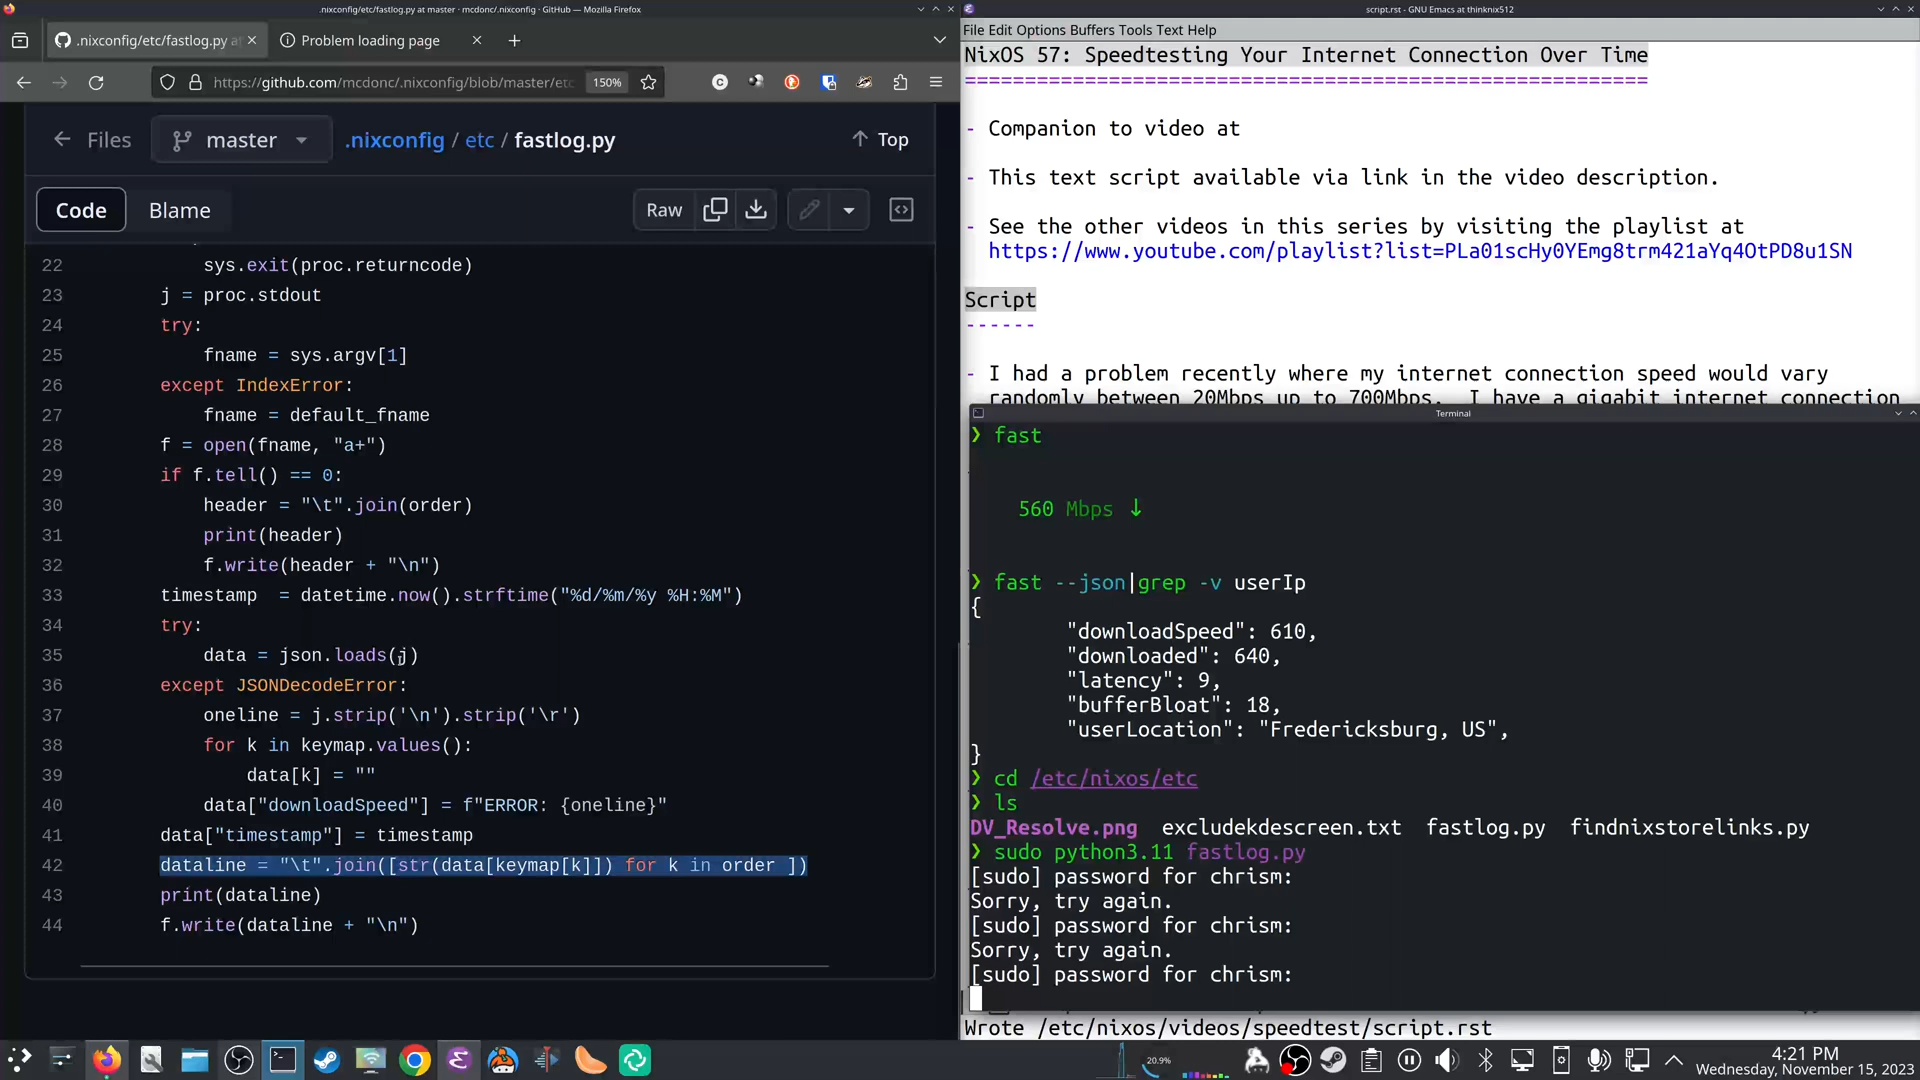 .nixconfig/etc/fastlog.py at master · mcdonc/.nixconfig · GitHub — Mozilla Firefox
.nixconfig/etc/fastlog.py a
Problem loading page
https://github.com/mcdonc/.nixconfig/blob/master/etc
150%
Files
master
.nixconfig / etc / fastlog.py
Top
Code
Blame
Raw
22 sys.exit(proc.returncode)
23 j = proc.stdout
24 try:
25 fname = sys.argv[1]
26 except IndexError:
27 fname = default_fname
28 f = open(fname, "a+")
29 if f.tell() == 0:
30 header = "\t".join(order)
31 print(header)
32 f.write(header + "\n")
33 timestamp = datetime.now().strftime("%d/%m/%y %H:%M")
34 try:
35 data = json.loads(j)
36 except JSONDecodeError:
37 oneline = j.strip('\n').strip('\r')
38 for k in keymap.values():
39 data[k] = ""
40 data["downloadSpeed"] = f"ERROR: {oneline}"
41 data["timestamp"] = timestamp
42 dataline = "\t".join([str(data[keymap[k]]) for k in order ])
43 print(dataline)
44 f.write(dataline + "\n")
script.rst - GNU Emacs at thinknix512
File Edit Options Buffers Tools Text Help
NixOS 57: Speedtesting Your Internet Connection Over Time
=========================================================
- Companion to video at
- This text script available via link in the video description.
- See the other videos in this series by visiting the playlist at
https://www.youtube.com/playlist?list=PLa01scHy0YEmg8trm421aYq4OtPD8u1SN
Script
------
- I had a problem recently where my internet connection speed would vary
randomly between 20Mbps up to 700Mbps. I have a gigabit internet connection
Terminal
❯ fast
560 Mbps ↓
❯ fast --json|grep -v userIp
{
"downloadSpeed": 610,
"downloaded": 640,
"latency": 9,
"bufferBloat": 18,
"userLocation": "Fredericksburg, US",
}
❯ cd /etc/nixos/etc
❯ ls
DV_Resolve.png excludekdescreen.txt fastlog.py findnixstorelinks.py
❯ sudo python3.11 fastlog.py
[sudo] password for chrism:
Sorry, try again.
[sudo] password for chrism:
Sorry, try again.
[sudo] password for chrism:
Wrote /etc/nixos/videos/speedtest/script.rst
20.9%
4:21 PM
Wednesday, November 15, 2023